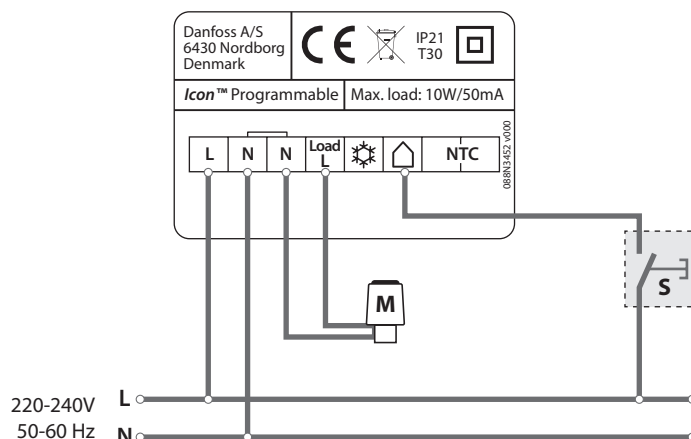 Danfoss A/S
6430 Nordborg
Denmark
CE
IP21
T30
Icon™ Programmable
Max. load: 10W/50mA
L N N Load L NTC
088N3452 v000
M
S
220-240V L
50-60 Hz N